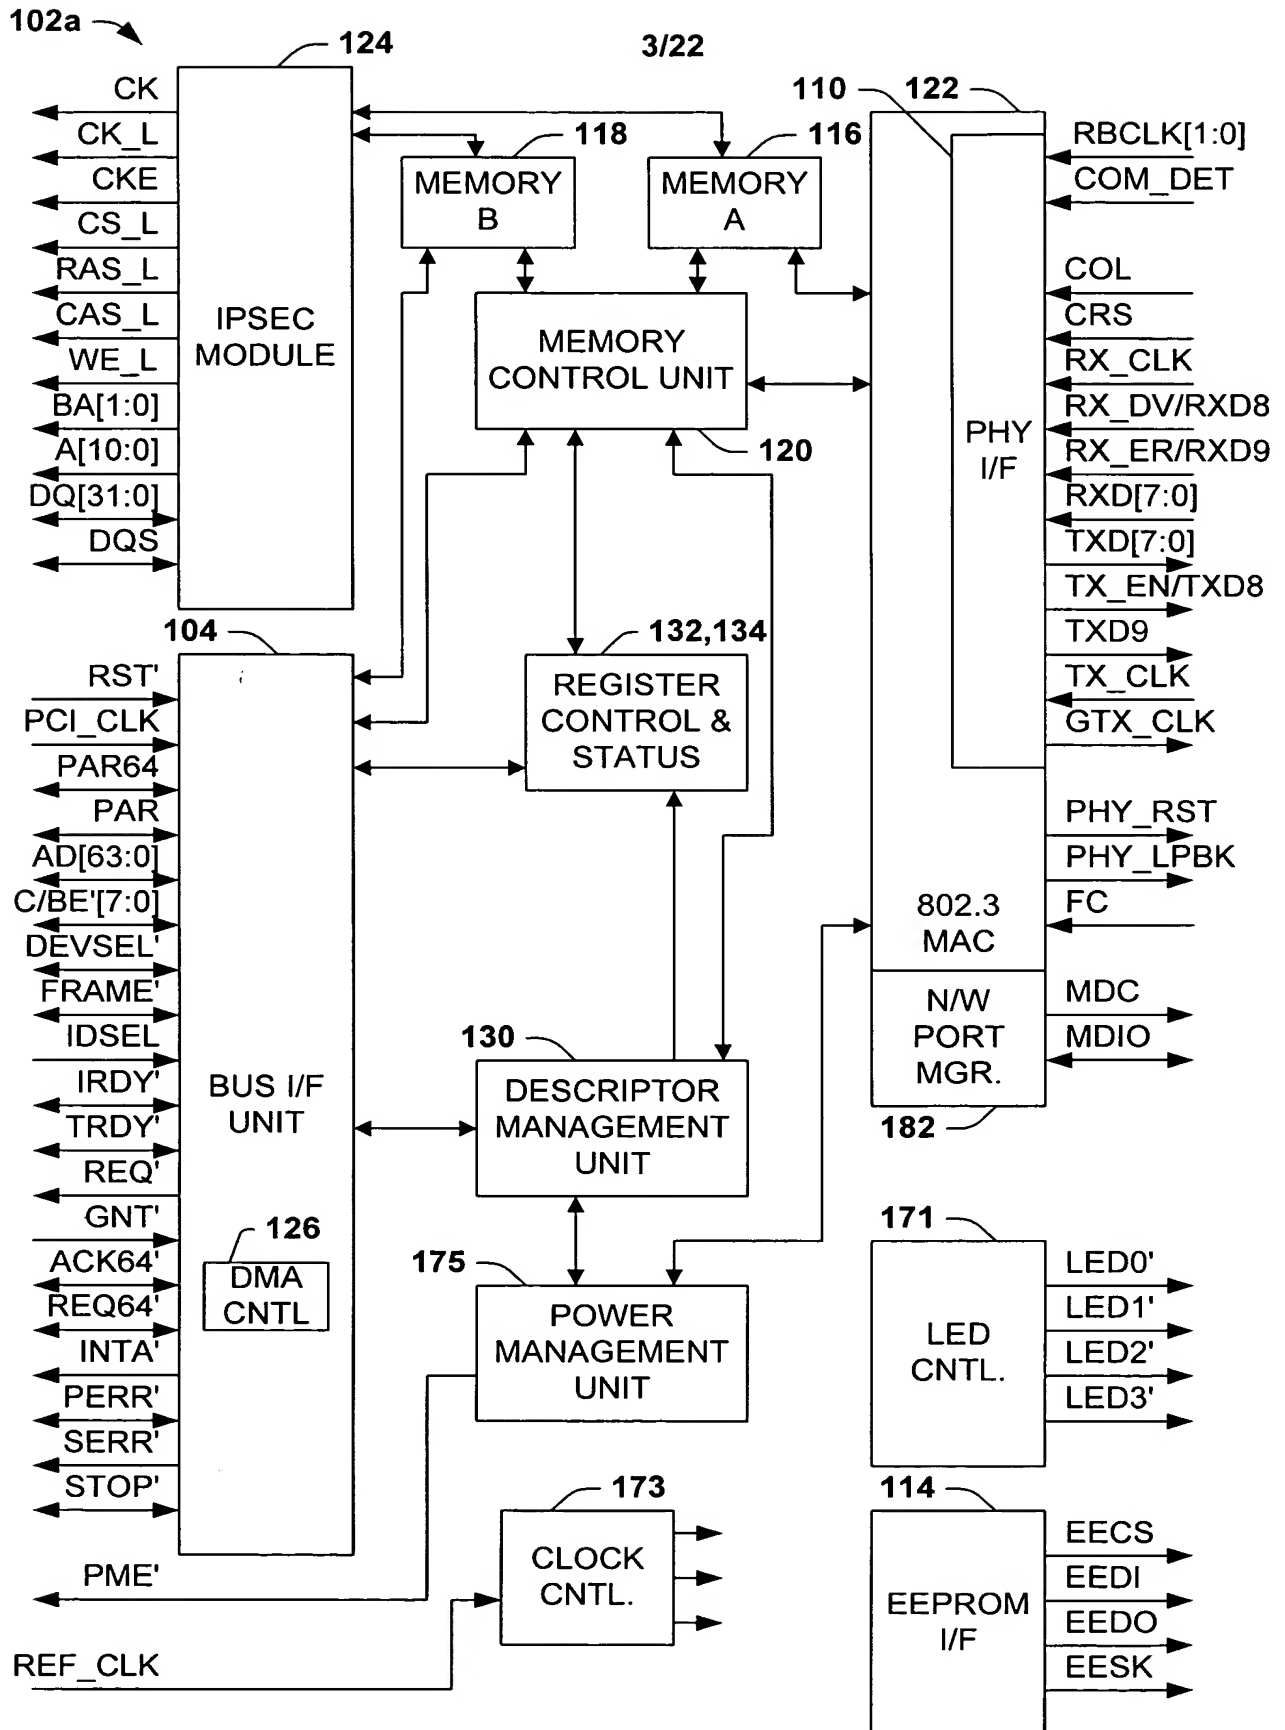 102a
3/22
124
CK
CK_L
CKE
CS_L
RAS_L
CAS_L
WE_L
BA[1:0]
A[10:0]
DQ[31:0]
DQS
IPSEC
MODULE
118
MEMORY
B
116
MEMORY
A
MEMORY
CONTROL UNIT
120
110
122
PHY
I/F
RBCLK[1:0]
COM_DET
COL
CRS
RX_CLK
RX_DV/RXD8
RX_ER/RXD9
RXD[7:0]
TXD[7:0]
TX_EN/TXD8
TXD9
TX_CLK
GTX_CLK
PHY_RST
PHY_LPBK
FC
802.3
MAC
N/W
PORT
MGR.
MDC
MDIO
182
104
RST'
PCI_CLK
PAR64
PAR
AD[63:0]
C/BE'[7:0]
DEVSEL'
FRAME'
IDSEL
IRDY'
TRDY'
REQ'
GNT'
ACK64'
REQ64'
INTA'
PERR'
SERR'
STOP'
PME'
REF_CLK
BUS I/F
UNIT
126
DMA
CNTL
132,134
REGISTER
CONTROL &
STATUS
130
DESCRIPTOR
MANAGEMENT
UNIT
175
POWER
MANAGEMENT
UNIT
173
CLOCK
CNTL.
171
LED
CNTL.
LED0'
LED1'
LED2'
LED3'
114
EEPROM
I/F
EECS
EEDI
EEDO
EESK